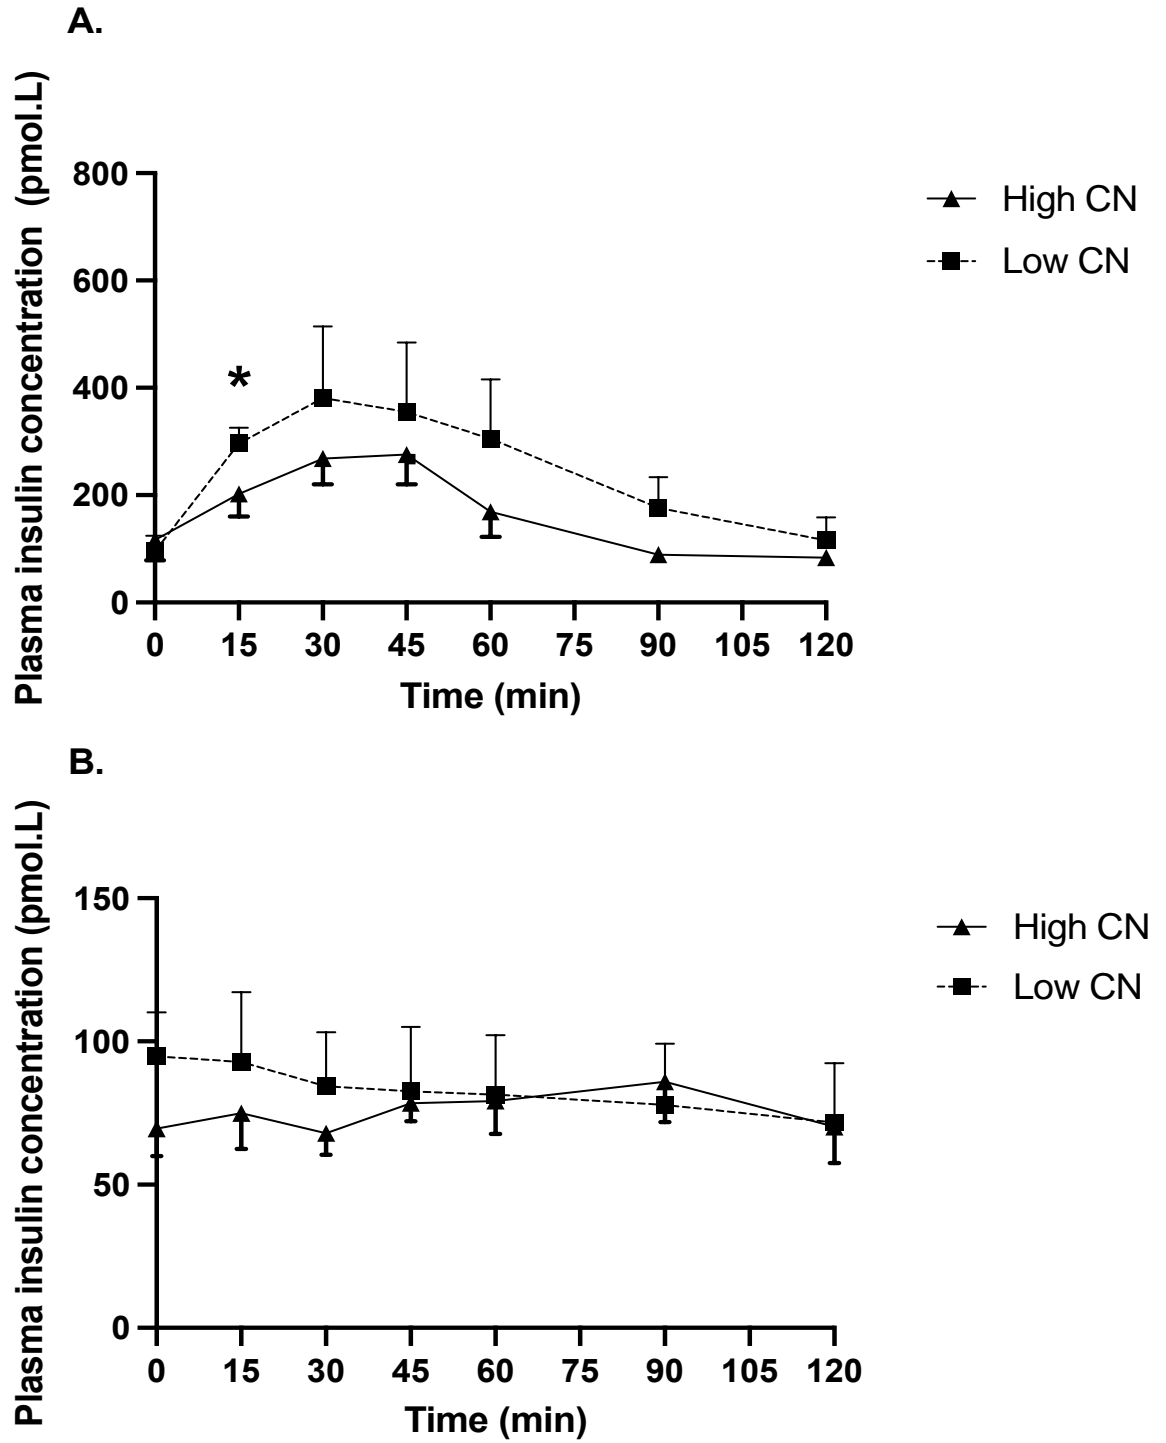 A.
Plasma insulin concentration (pmol.L)
800
600
400
200
0
*
High CN
Low CN
0 15 30 45 60 75 90 105 120
Time (min)
B.
Plasma insulin concentration (pmol.L)
150
100
50
0
High CN
Low CN
0 15 30 45 60 75 90 105 120
Time (min)